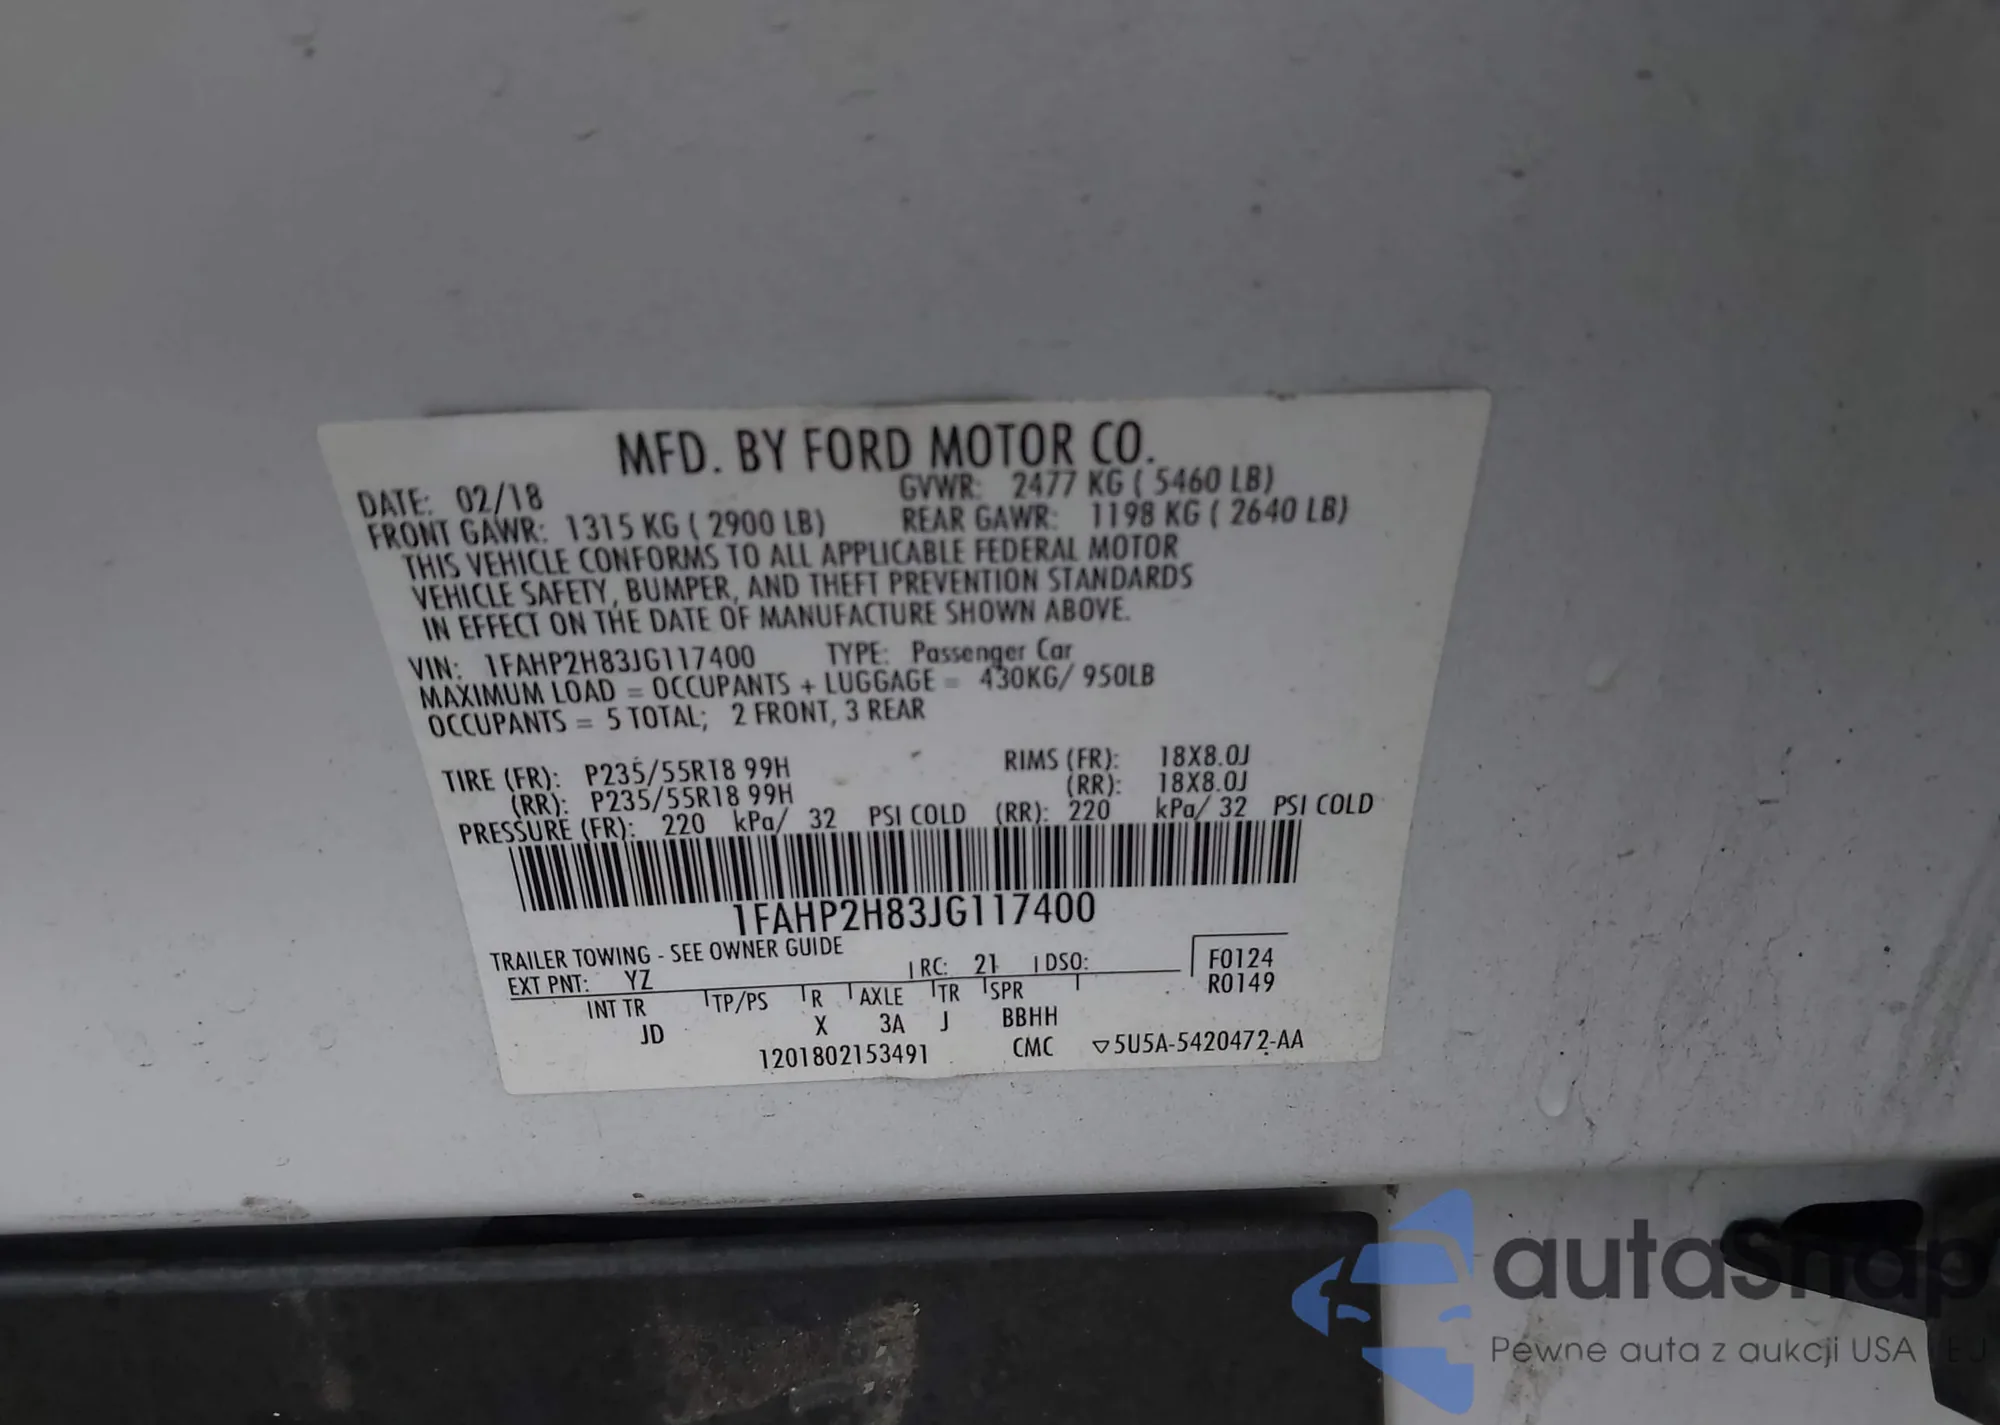 MFD. BY FORD MOTOR CO.
DATE: 02/18 GVWR: 2477 KG ( 5460 LB)
FRONT GAWR: 1315 KG ( 2900 LB) REAR GAWR: 1198 KG ( 2640 LB)
THIS VEHICLE CONFORMS TO ALL APPLICABLE FEDERAL MOTOR
VEHICLE SAFETY, BUMPER, AND THEFT PREVENTION STANDARDS
IN EFFECT ON THE DATE OF MANUFACTURE SHOWN ABOVE.
VIN: 1FAHP2H83JG117400 TYPE: Passenger Car
MAXIMUM LOAD = OCCUPANTS + LUGGAGE = 430KG/ 950LB
OCCUPANTS = 5 TOTAL; 2 FRONT, 3 REAR
TIRE (FR): P235/55R18 99H RIMS (FR): 18X8.0J
(RR): P235/55R18 99H (RR): 18X8.0J
PRESSURE (FR): 220 kPa/ 32 PSI COLD (RR): 220 kPa/ 32 PSI COLD
1FAHP2H83JG117400
TRAILER TOWING - SEE OWNER GUIDE
EXT PNT: YZ RC: 21 DSO: F0124
R0149
INT TR TP/PS R AXLE TR SPR
JD X 3A J BBHH
1201802153491 CMC ▽5U5A-5420472-AA
autasnap
Pewne auta z aukcji USA i EU